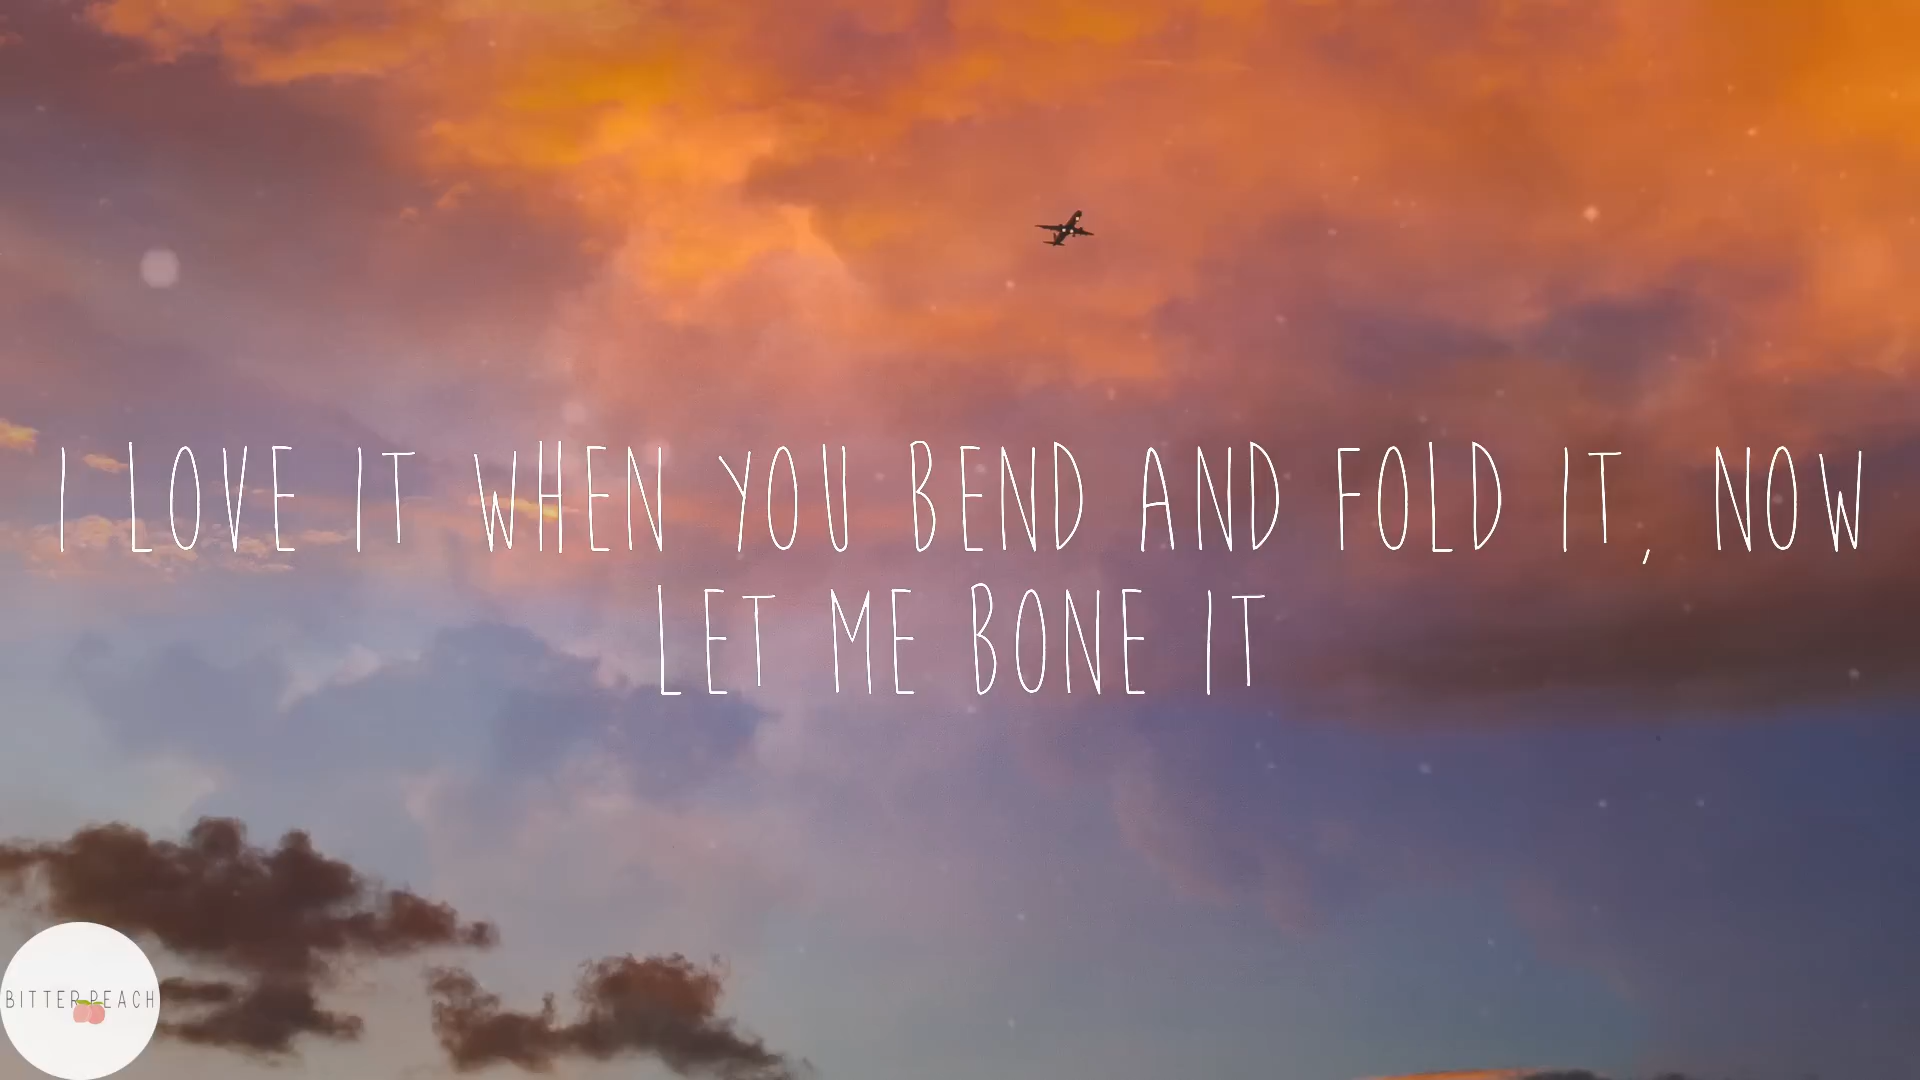 I LOVE IT WHEN YOU BEND AND FOLD IT, NOW
LET ME BONE IT
BITTER PEACH